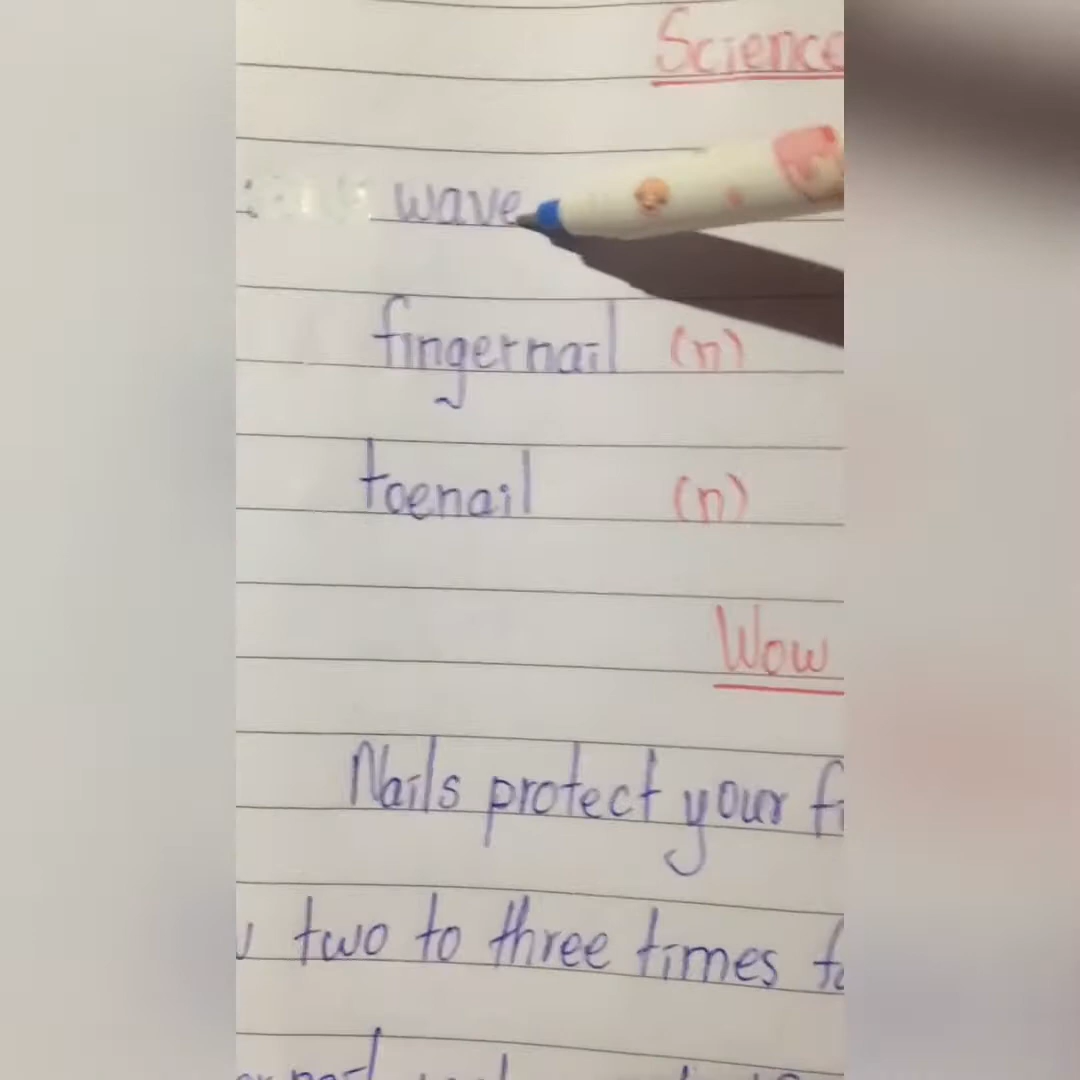 Science
wave
fingernail (n)
toenail (n)
Wow
Nails protect your
two to three times